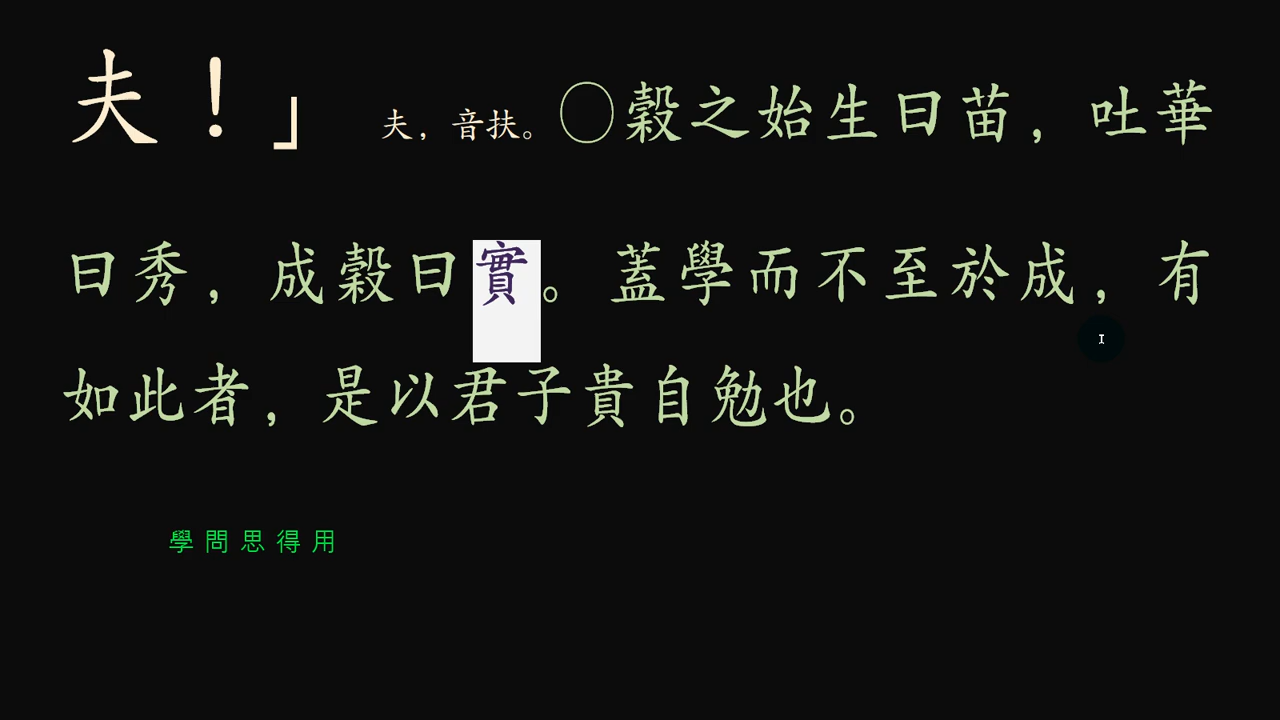 夫！」 夫，音扶。○穀之始生曰苗，吐華
曰秀，成穀曰實。蓋學而不至於成，有
如此者，是以君子貴自勉也。
學問思得用